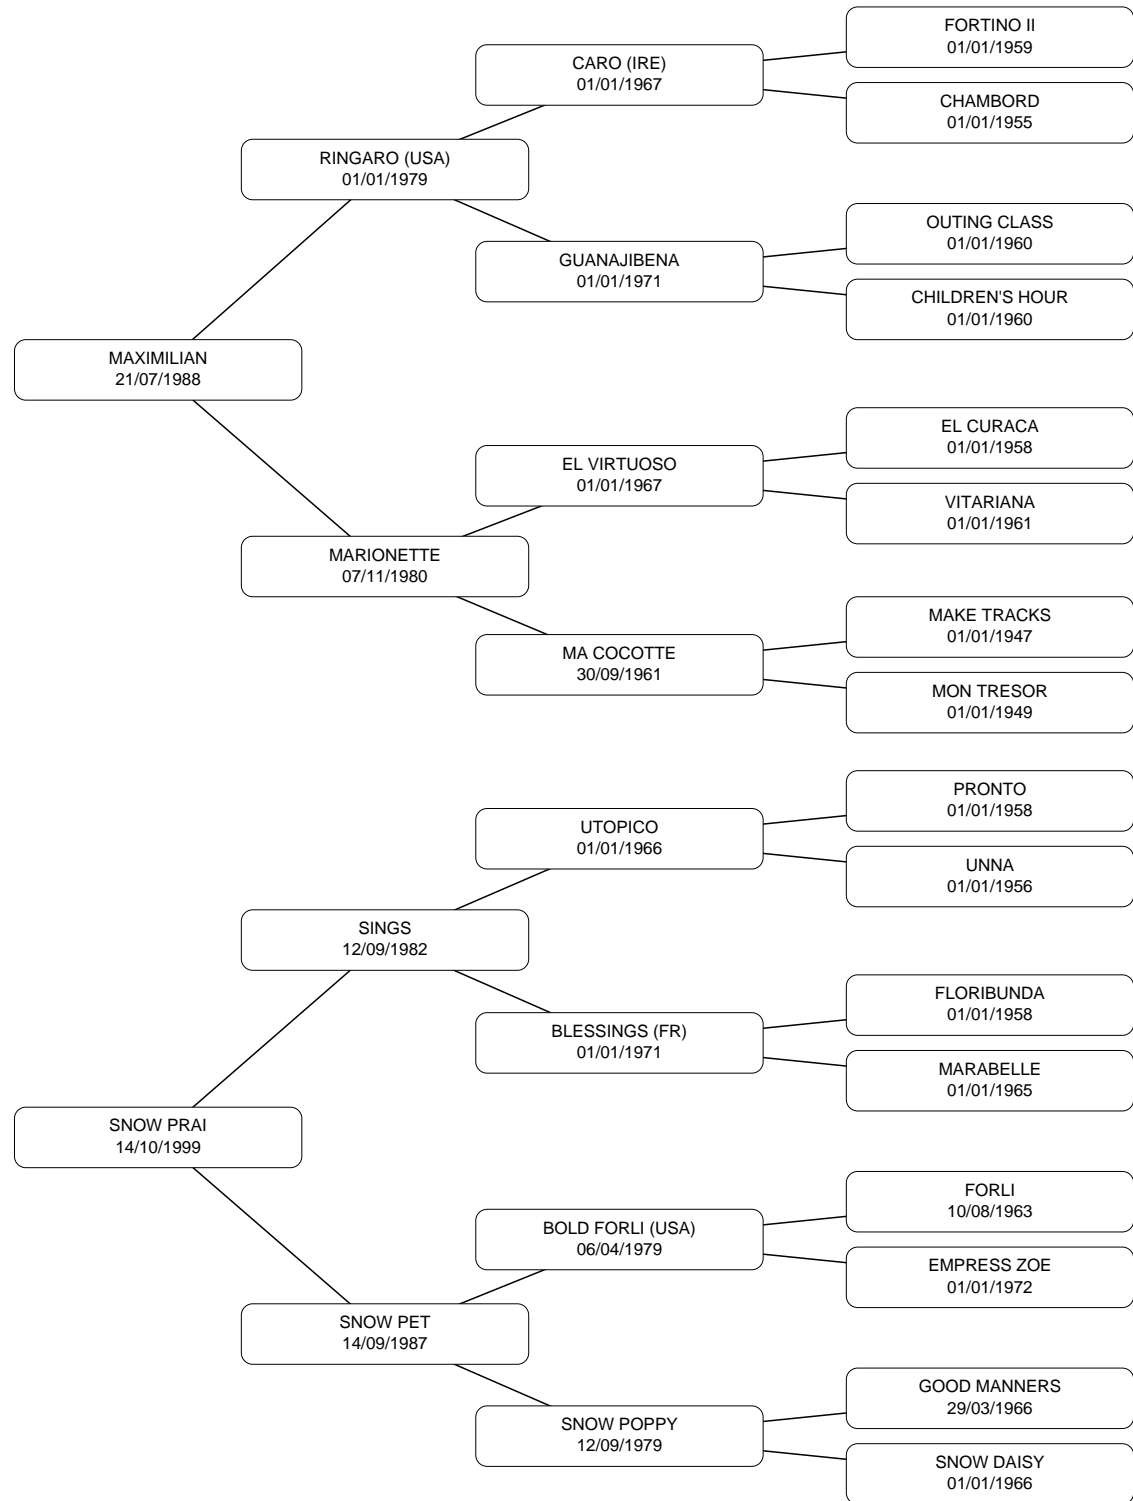 FORTINO II
01/01/1959
CARO (IRE)
01/01/1967
CHAMBORD
01/01/1955
RINGARO (USA)
01/01/1979
OUTING CLASS
01/01/1960
GUANAJIBENA
01/01/1971
CHILDREN'S HOUR
01/01/1960
MAXIMILIAN
21/07/1988
EL CURACA
01/01/1958
EL VIRTUOSO
01/01/1967
VITARIANA
01/01/1961
MARIONETTE
07/11/1980
MAKE TRACKS
01/01/1947
MA COCOTTE
30/09/1961
MON TRESOR
01/01/1949
PRONTO
01/01/1958
UTOPICO
01/01/1966
UNNA
01/01/1956
SINGS
12/09/1982
FLORIBUNDA
01/01/1958
BLESSINGS (FR)
01/01/1971
MARABELLE
01/01/1965
SNOW PRAI
14/10/1999
FORLI
10/08/1963
BOLD FORLI (USA)
06/04/1979
EMPRESS ZOE
01/01/1972
SNOW PET
14/09/1987
GOOD MANNERS
29/03/1966
SNOW POPPY
12/09/1979
SNOW DAISY
01/01/1966